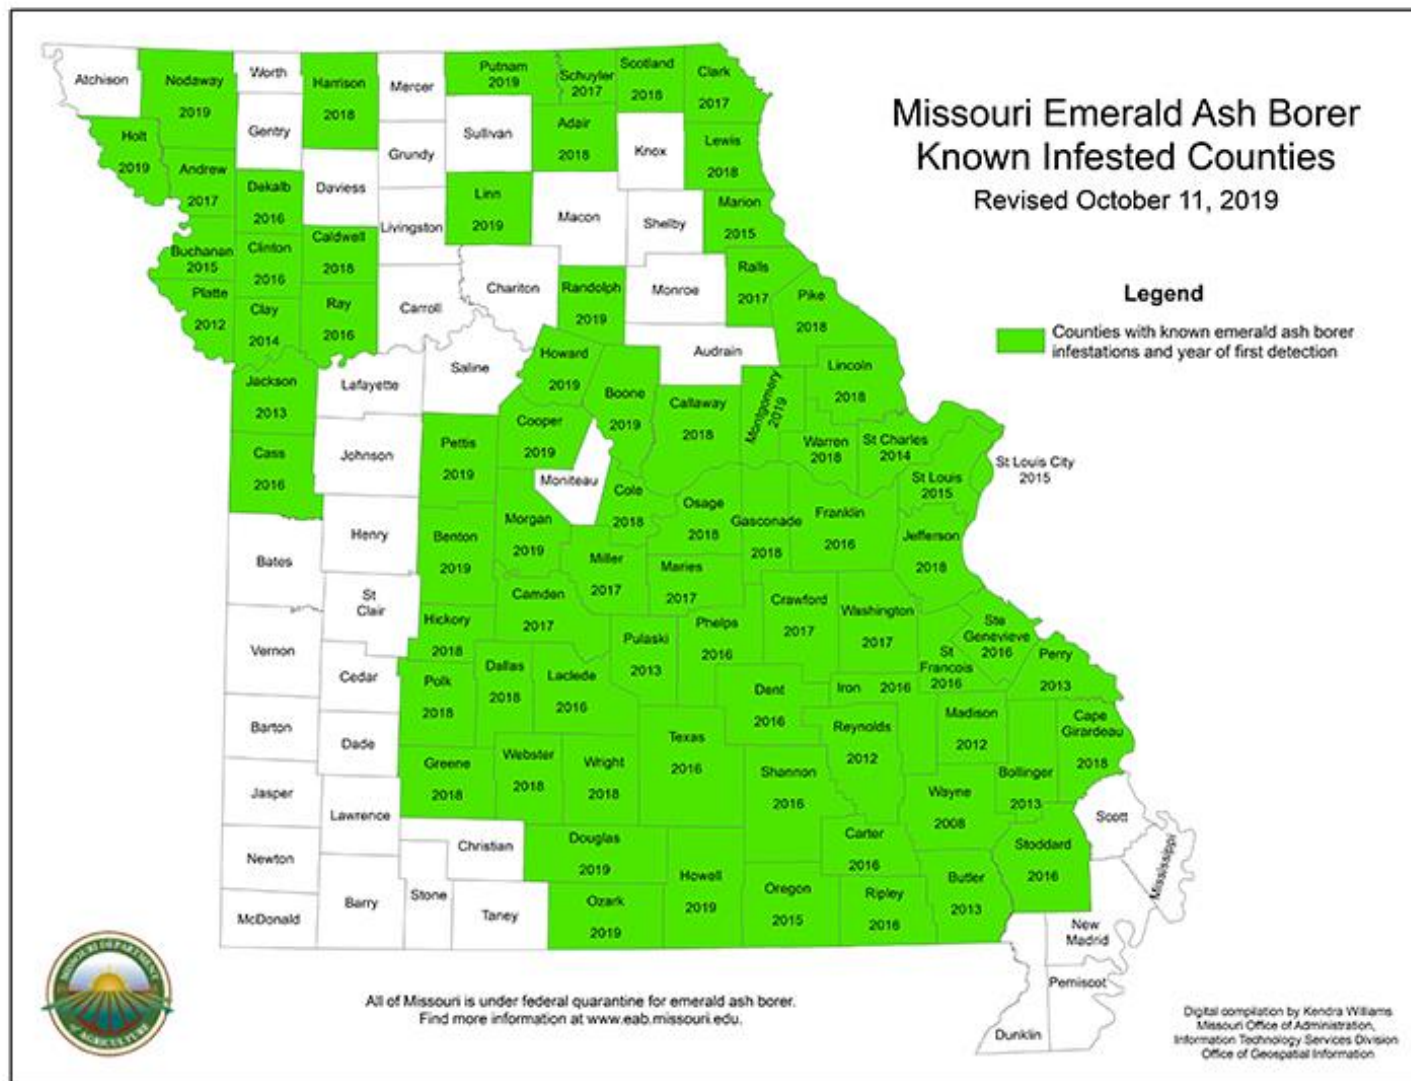 Missouri Emerald Ash Borer
Known Infested Counties
Revised October 11, 2019
Legend
Counties with known emerald ash borer
infestations and year of first detection
Atchison
Nodaway
2019
Worth
Harrison
2018
Mercer
Putnam
2019
Schuyler
2017
Scotland
2018
Clark
2017
Holt
2019
Gentry
Grundy
Sullivan
Adair
2018
Knox
Lewis
2018
Andrew
2017
Dekalb
2016
Daviess
Livingston
Linn
2019
Macon
Shelby
Marion
2015
Buchanan
2015
Clinton
2016
Caldwell
2018
Carroll
Chariton
Randolph
2019
Monroe
Ralls
2017
Pike
2018
Platte
2012
Clay
2014
Ray
2016
Saline
Howard
2019
Audrain
Jackson
2013
Lafayette
Boone
2019
Callaway
2018
Montgomery
2019
Lincoln
2018
Cass
2016
Johnson
Pettis
2019
Cooper
2019
Moniteau
Cole
2018
Warren
2018
St Charles
2014
St Louis
2015
St Louis City
2015
Bates
Henry
Benton
2019
Morgan
2019
Miller
2017
Osage
2018
Maries
2017
Gasconade
2018
Franklin
2016
Jefferson
2018
St
Clair
Hickory
2018
Camden
2017
Pulaski
2013
Phelps
2016
Crawford
2017
Washington
2017
St
Francois
2016
Ste
Genevieve
2016
Perry
2013
Vernon
Cedar
Polk
2018
Dallas
2018
Laclede
2016
Dent
2016
Iron 2016
Madison
2012
Cape
Girardeau
2018
Barton
Dade
Greene
2018
Webster
2018
Wright
2018
Texas
2016
Shannon
2016
Reynolds
2012
Wayne
2008
Bollinger
2013
Scott
Mississippi
Jasper
Lawrence
Christian
Douglas
2019
Howell
2019
Carter
2016
Stoddard
2016
Newton
McDonald
Barry
Stone
Taney
Ozark
2019
Oregon
2015
Ripley
2016
Butler
2013
New
Madrid
Pemiscot
Dunklin
MISSOURI DEPARTMENT
of AGRICULTURE
All of Missouri is under federal quarantine for emerald ash borer.
Find more information at www.eab.missouri.edu.
Digital compilation by Kendra Williams
Missouri Office of Administration,
Information Technology Services Division
Office of Geospatial Information